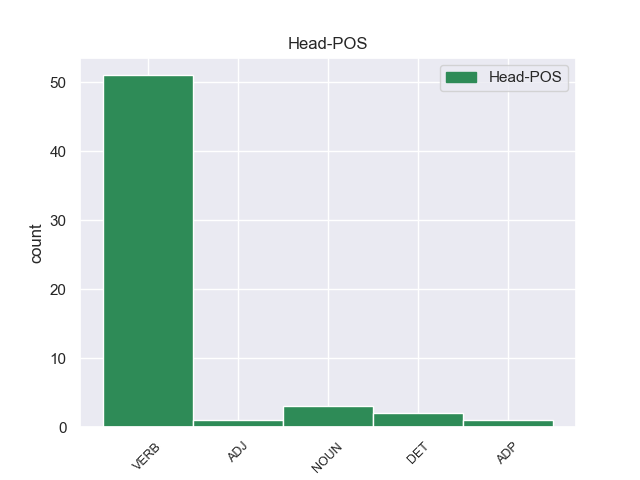 Head-POS
Head-POS
count
50
40
30
20
10
0
VERB
ADJ
NOUN
DET
ADP